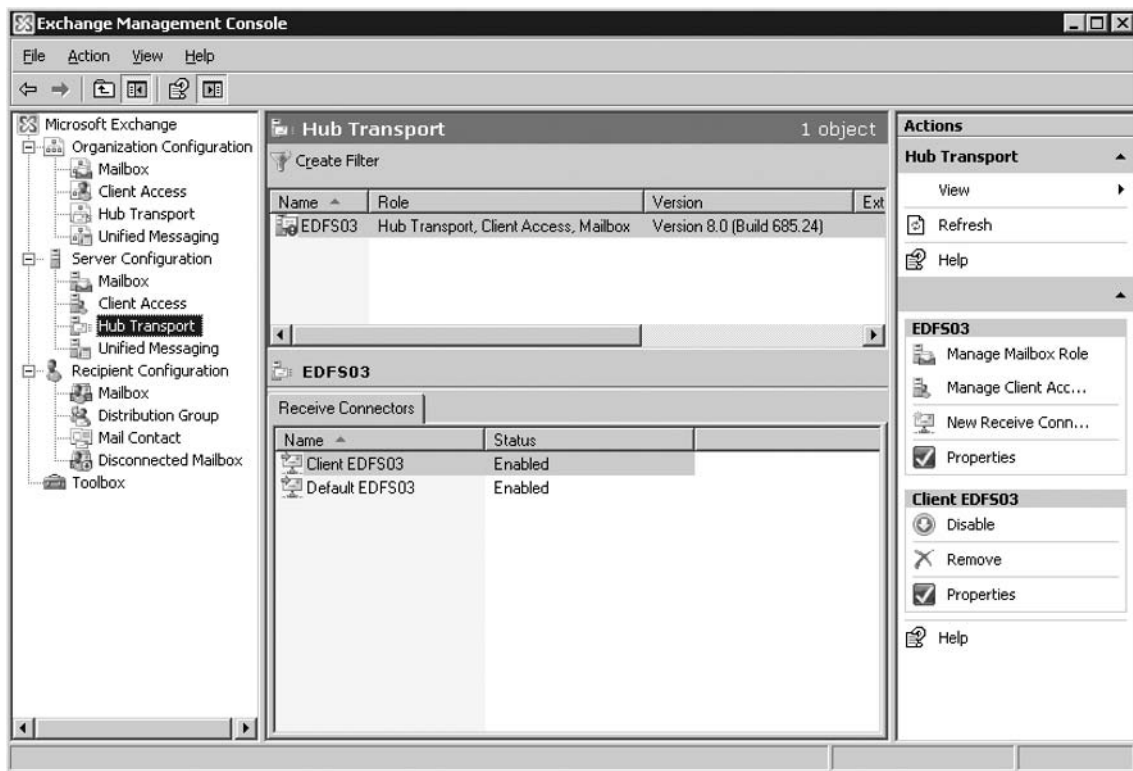 Exchange Management Console
File Action View Help
Microsoft Exchange
Organization Configuration
Mailbox
Client Access
Hub Transport
Unified Messaging
Server Configuration
Mailbox
Client Access
Hub Transport
Unified Messaging
Recipient Configuration
Mailbox
Distribution Group
Mail Contact
Disconnected Mailbox
Toolbox
Hub Transport 1 object
Create Filter
Name Role Version Ext
EDFS03 Hub Transport, Client Access, Mailbox Version 8.0 (Build 685.24)
EDFS03
Receive Connectors
Name Status
Client EDFS03 Enabled
Default EDFS03 Enabled
Actions
Hub Transport
View
Refresh
Help
EDFS03
Manage Mailbox Role
Manage Client Acc...
New Receive Conn...
Properties
Client EDFS03
Disable
Remove
Properties
Help